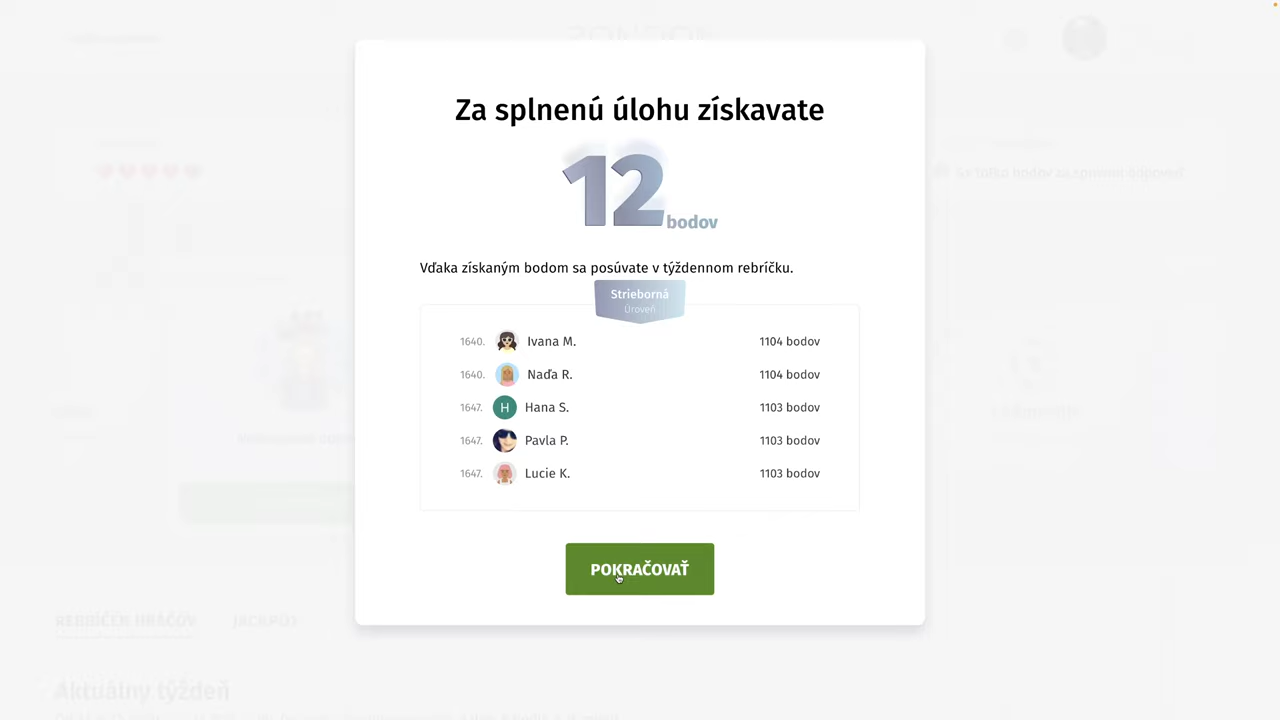 Za splnenú úlohu získavate
12 bodov
Vďaka získaným bodom sa posúvate v týždennom rebríčku.
Strieborná
Úroveň
1640. Ivana M. 1104 bodov
1640. Naďa R. 1104 bodov
1647. H Hana S. 1103 bodov
1647. Pavla P. 1103 bodov
1647. Lucie K. 1103 bodov
POKRAČOVAŤ
REBRÍČEK HRÁČOV JACKPOT
Aktuálny týždeň